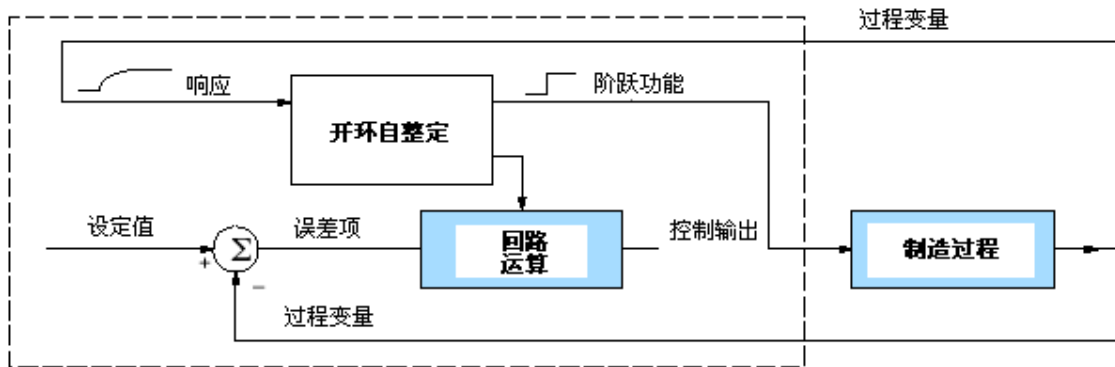 过程变量
响应
阶跃功能
开环自整定
设定值
误差项
回路
运算
控制输出
制造过程
+
Σ
−
过程变量